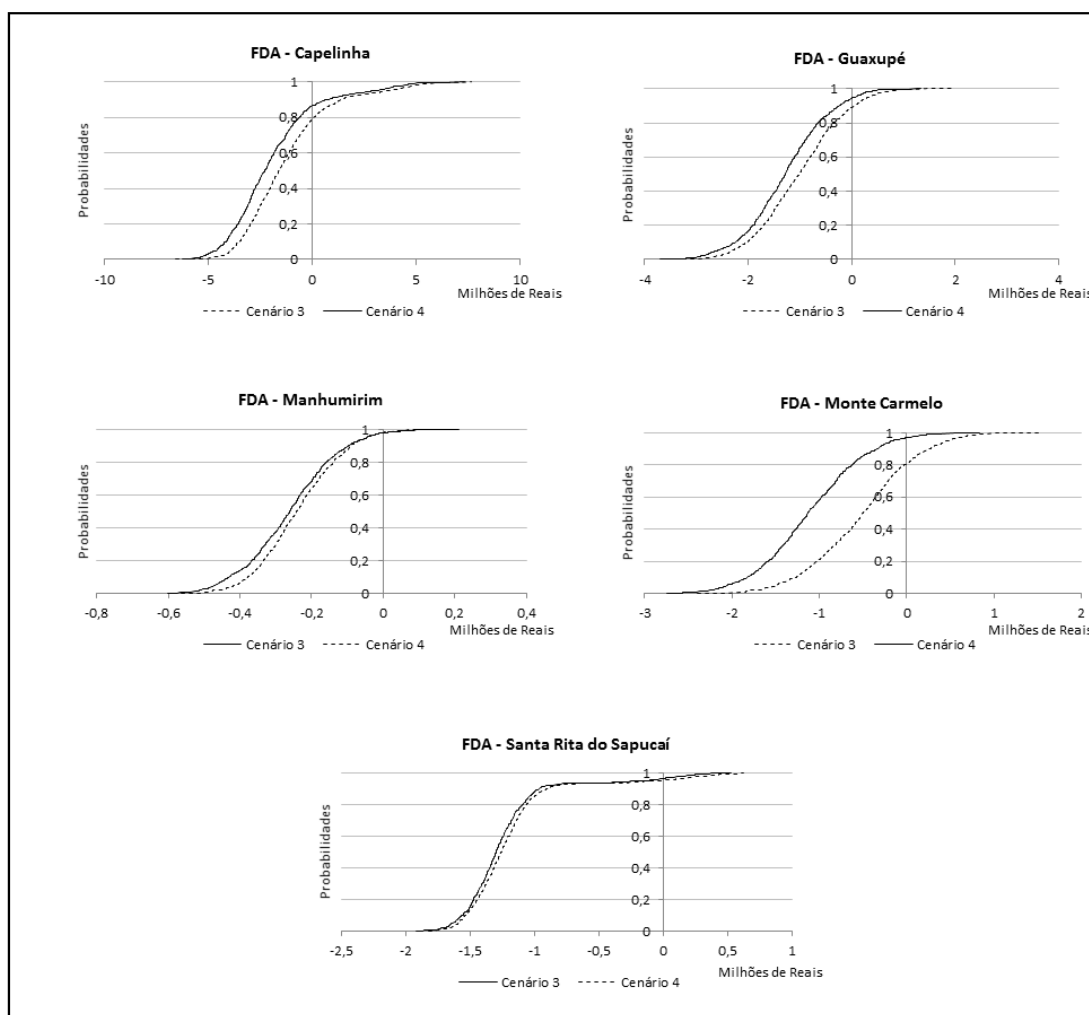 FDA - Capelinha
Probabilidades
1
0,8
0,6
0,4
0,2
0
-10 -5 0 5 10
Milhões de Reais
Cenário 3 Cenário 4
FDA - Guaxupé
Probabilidades
1
0,8
0,6
0,4
0,2
0
-4 -2 0 2 4
Milhões de Reais
Cenário 3 Cenário 4
FDA - Manhumirim
Probabilidades
1
0,8
0,6
0,4
0,2
0
-0,8 -0,6 -0,4 -0,2 0 0,2 0,4
Milhões de Reais
Cenário 3 Cenário 4
FDA - Monte Carmelo
Probabilidades
1
0,8
0,6
0,4
0,2
0
-3 -2 -1 0 1 2
Milhões de Reais
Cenário 3 Cenário 4
FDA - Santa Rita do Sapucaí
Probabilidades
1
0,8
0,6
0,4
0,2
0
-2,5 -2 -1,5 -1 -0,5 0 0,5 1
Milhões de Reais
Cenário 3 Cenário 4